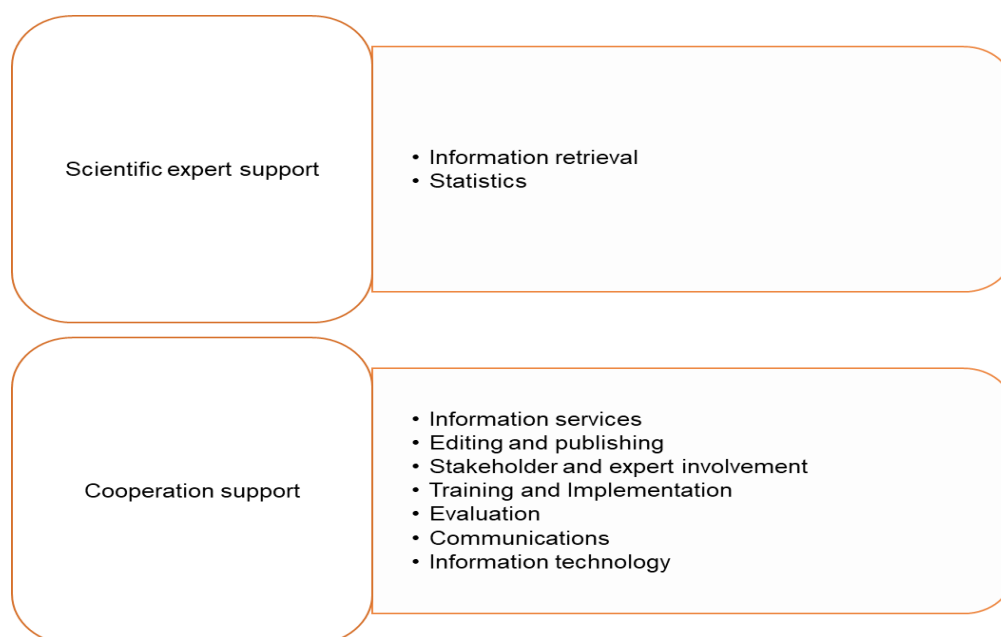 Scientific expert support
• Information retrieval
• Statistics
Cooperation support
• Information services
• Editing and publishing
• Stakeholder and expert involvement
• Training and Implementation
• Evaluation
• Communications
• Information technology